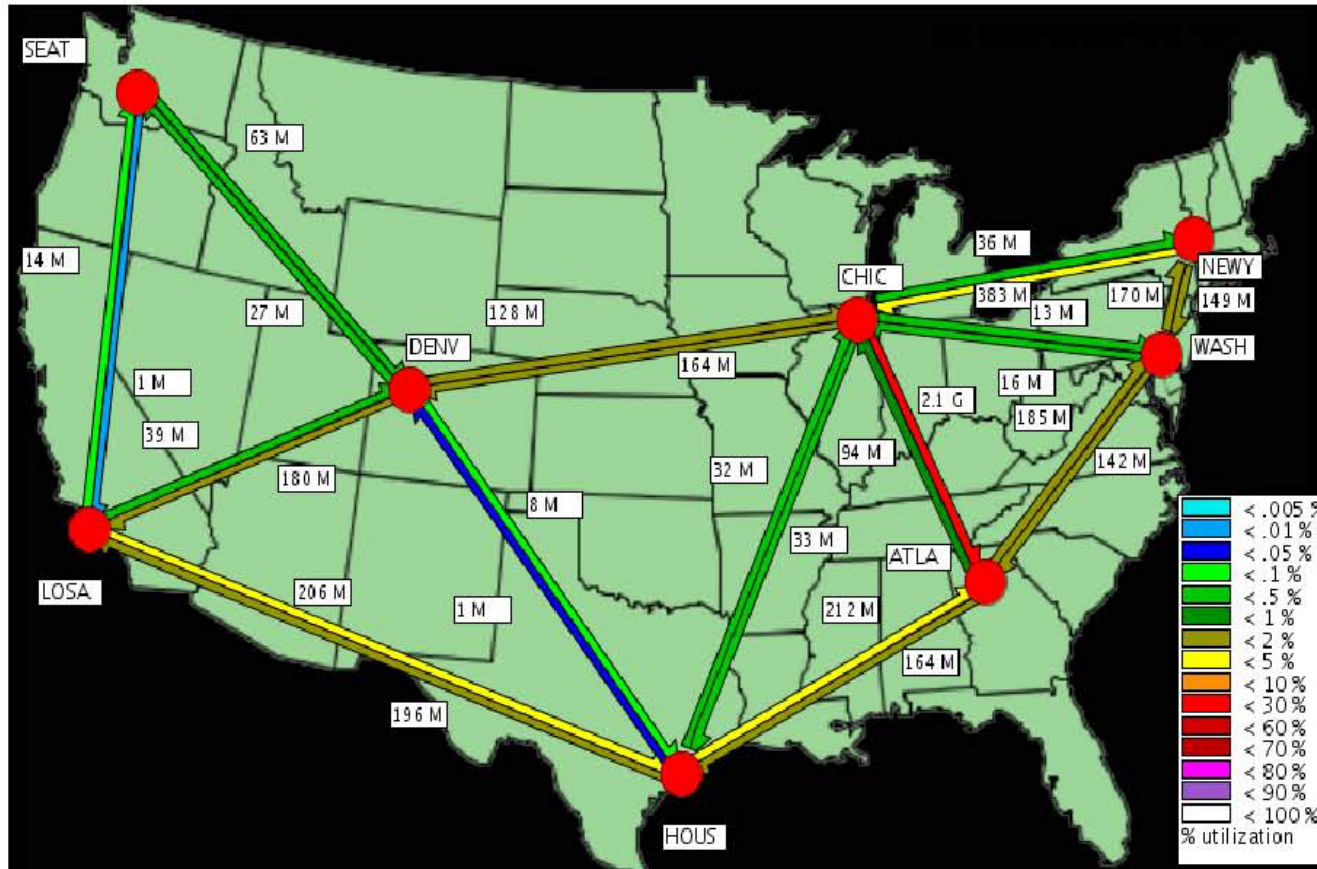 SEAT
63 M
14 M
36 M
CHIC
NEWY
383 M
170 M
149 M
27 M
128 M
13 M
DENV
WASH
164 M
1 M
16 M
2.1 G
185 M
39 M
94 M
142 M
180 M
32 M
8 M
< .005 %
< .01 %
< .05 %
< .1 %
< .5 %
< 1 %
< 2 %
< 5 %
< 10 %
< 30 %
< 60 %
< 70 %
< 80 %
< 90 %
< 100 %
% utilization
33 M
ATLA
LOSA
206 M
1 M
212 M
164 M
196 M
HOUS